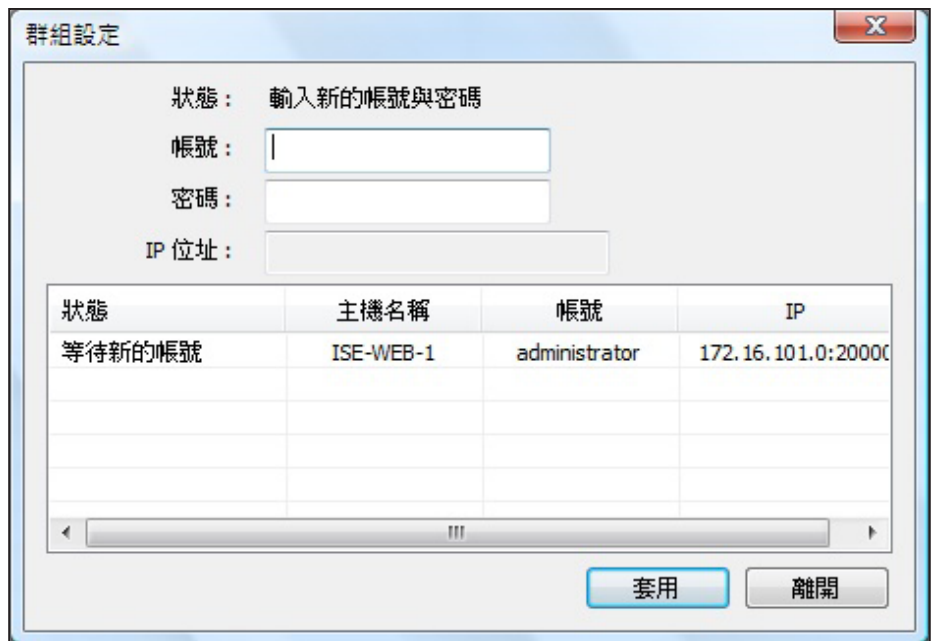 群組設定
狀態： 輸入新的帳號與密碼
帳號：
密碼：
IP 位址：
狀態 主機名稱 帳號 IP
等待新的帳號 ISE-WEB-1 administrator 172.16.101.0:2000
套用 離開